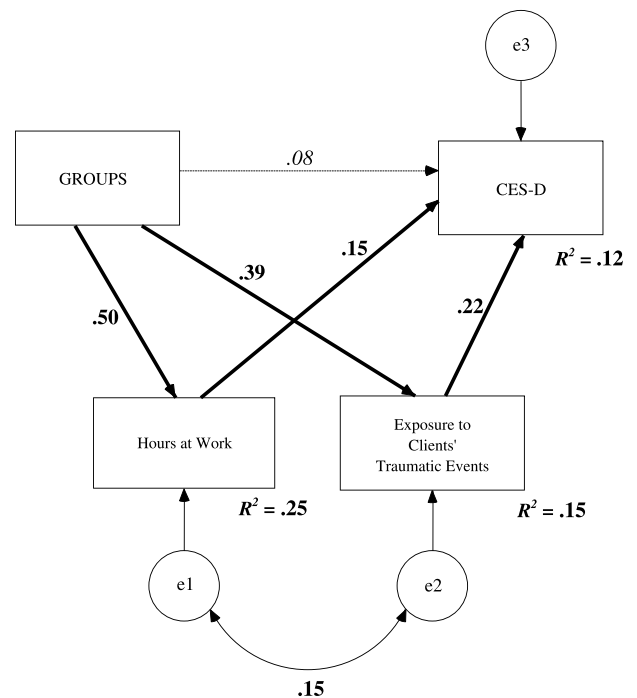 e3
GROUPS
.08
CES-D
R² = .12
.15
.39
.50
.22
Hours at Work
Exposure to
Clients'
Traumatic Events
R² = .25
R² = .15
e1
e2
.15